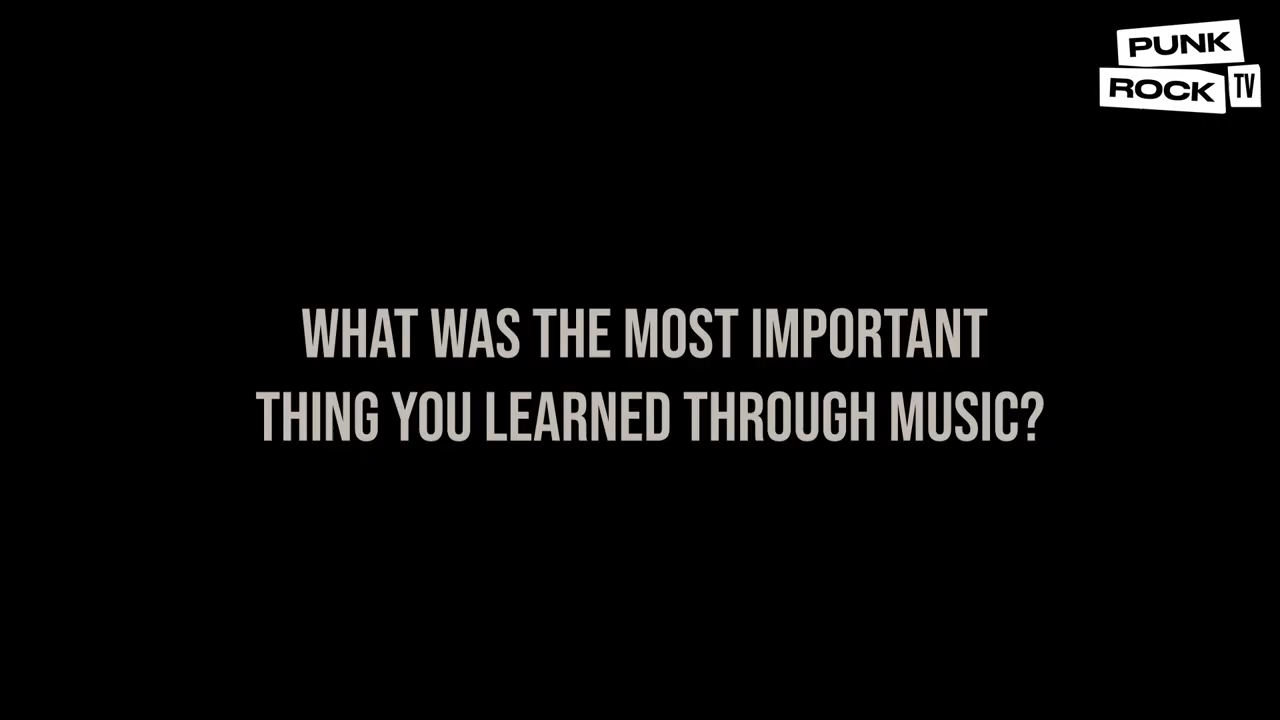 PUNK
ROCK TV
WHAT WAS THE MOST IMPORTANT
THING YOU LEARNED THROUGH MUSIC?